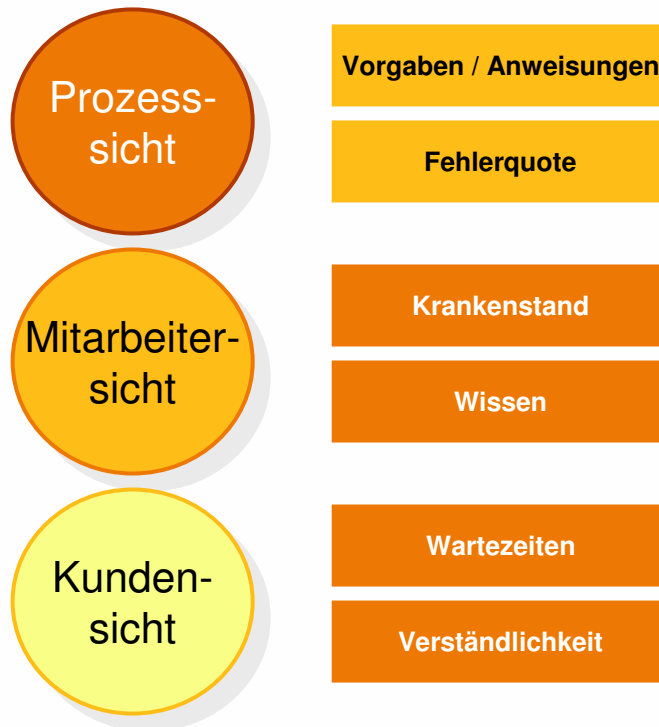 Prozess-
sicht
Vorgaben / Anweisungen
Fehlerquote
Mitarbeiter-
sicht
Krankenstand
Wissen
Kunden-
sicht
Wartezeiten
Verständlichkeit